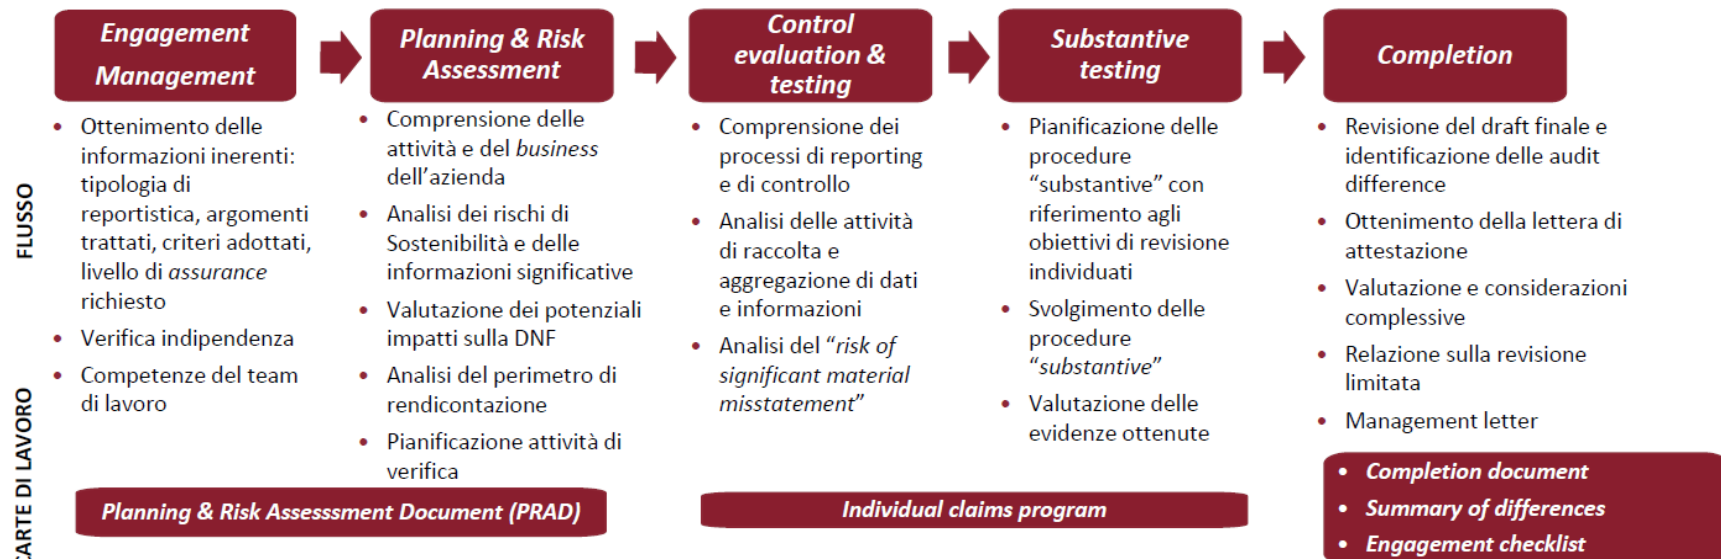 Engagement
Management
Planning & Risk
Assessment
Control
evaluation &
testing
Substantive
testing
Completion
FLUSSO
• Ottenimento delle
informazioni inerenti:
tipologia di
reportistica, argomenti
trattati, criteri adottati,
livello di assurance
richiesto
• Verifica indipendenza
• Competenze del team
di lavoro
• Comprensione delle
attività e del business
dell’azienda
• Analisi dei rischi di
Sostenibilità e delle
informazioni significative
• Valutazione dei potenziali
impatti sulla DNF
• Analisi del perimetro di
rendicontazione
• Pianificazione attività di
verifica
• Comprensione dei
processi di reporting
e di controllo
• Analisi delle attività
di raccolta e
aggregazione di dati
e informazioni
• Analisi del “risk of
significant material
misstatement”
• Pianificazione delle
procedure
“substantive” con
riferimento agli
obiettivi di revisione
individuati
• Svolgimento delle
procedure
“substantive”
• Valutazione delle
evidenze ottenute
• Revisione del draft finale e
identificazione delle audit
difference
• Ottenimento della lettera di
attestazione
• Valutazione e considerazioni
complessive
• Relazione sulla revisione
limitata
• Management letter
CARTE DI LAVORO
Planning & Risk Assesssment Document (PRAD)
Individual claims program
• Completion document
• Summary of differences
• Engagement checklist